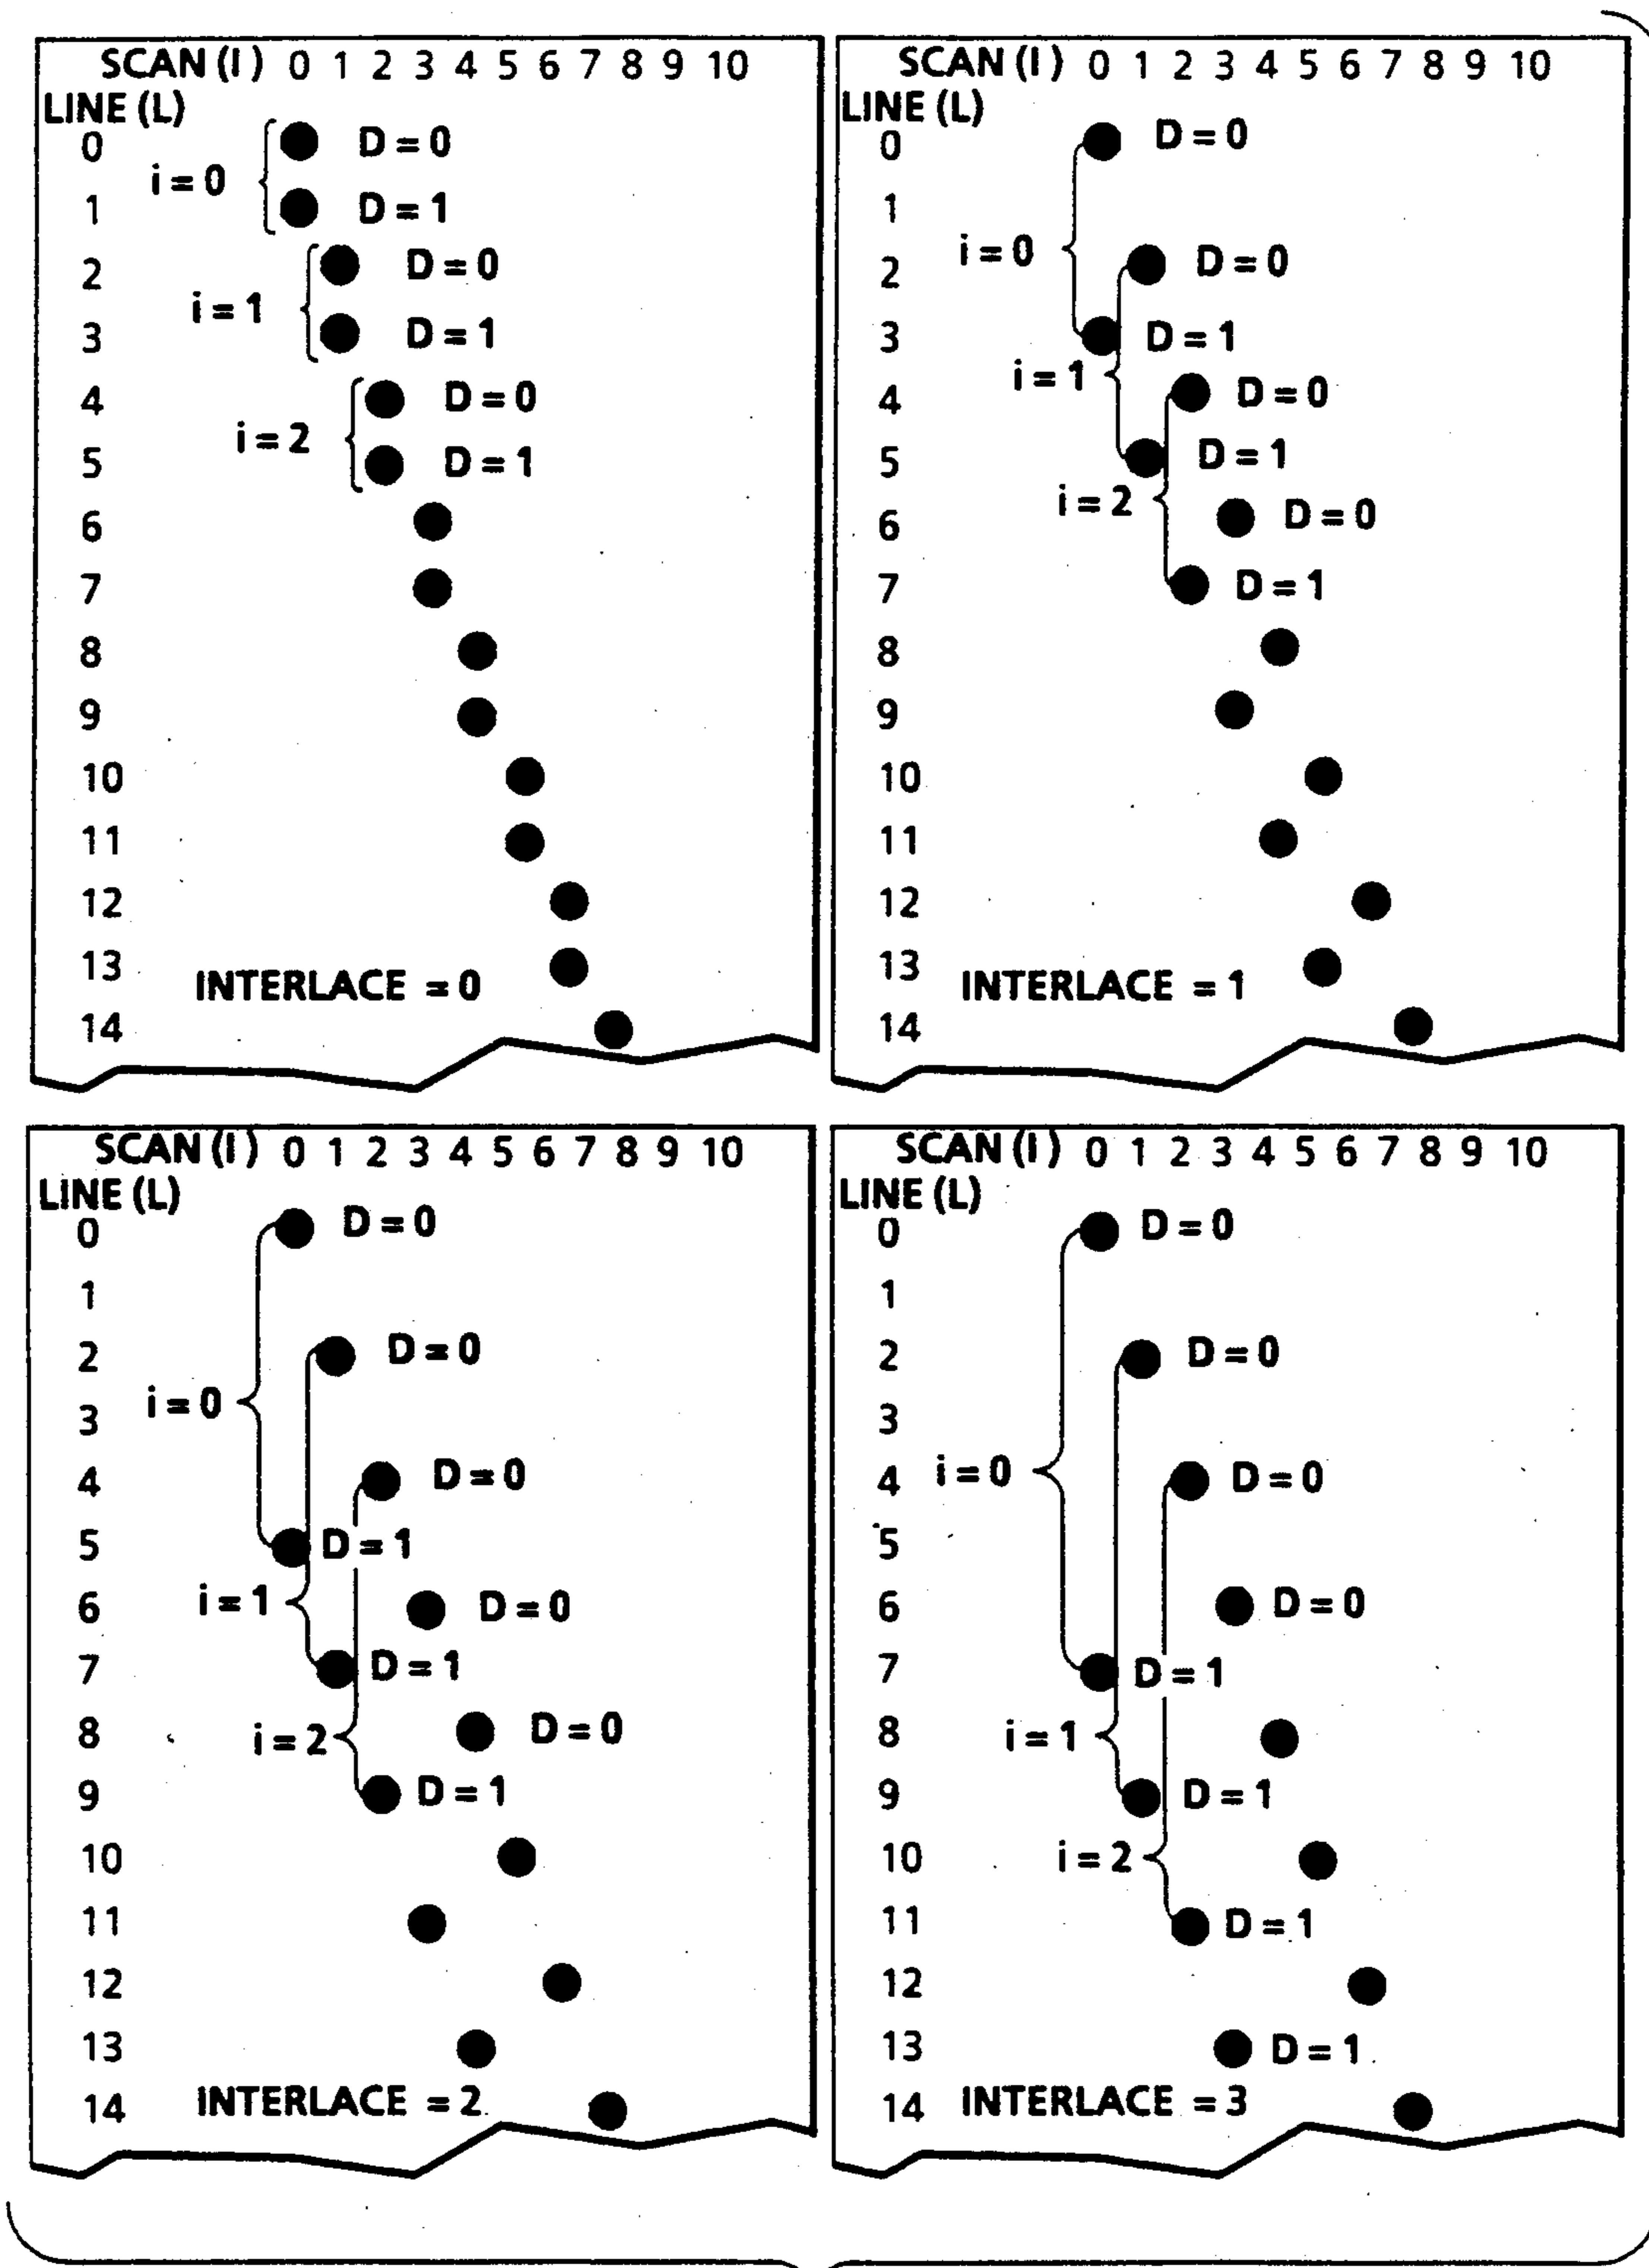 SCAN (I) 0 1 2 3 4 5 6 7 8 9 10
LINE (L)
0 D = 0
i = 0
1 D = 1
2 D = 0
i = 1
3 D = 1
4 D = 0
i = 2
5 D = 1
6
7
8
9
10
11
12
13
INTERLACE = 0
14
SCAN (I) 0 1 2 3 4 5 6 7 8 9 10
LINE (L)
0 D = 0
1
i = 0
2 D = 0
3 D = 1
i = 1
4 D = 0
5 D = 1
i = 2
6 D = 0
7 D = 1
8
9
10
11
12
13
INTERLACE = 1
14
SCAN (I) 0 1 2 3 4 5 6 7 8 9 10
LINE (L)
0 D = 0
1
2 D = 0
i = 0
3
4 D = 0
5 D = 1
i = 1
6 D = 0
7 D = 1
8 D = 0
i = 2
9 D = 1
10
11
12
13
14 INTERLACE = 2
SCAN (I) 0 1 2 3 4 5 6 7 8 9 10
LINE (L)
0 D = 0
1
2 D = 0
3
i = 0
4 D = 0
5
6 D = 0
7 D = 1
i = 1
8
9 D = 1
10 i = 2
11 D = 1
12
13 D = 1
14 INTERLACE = 3